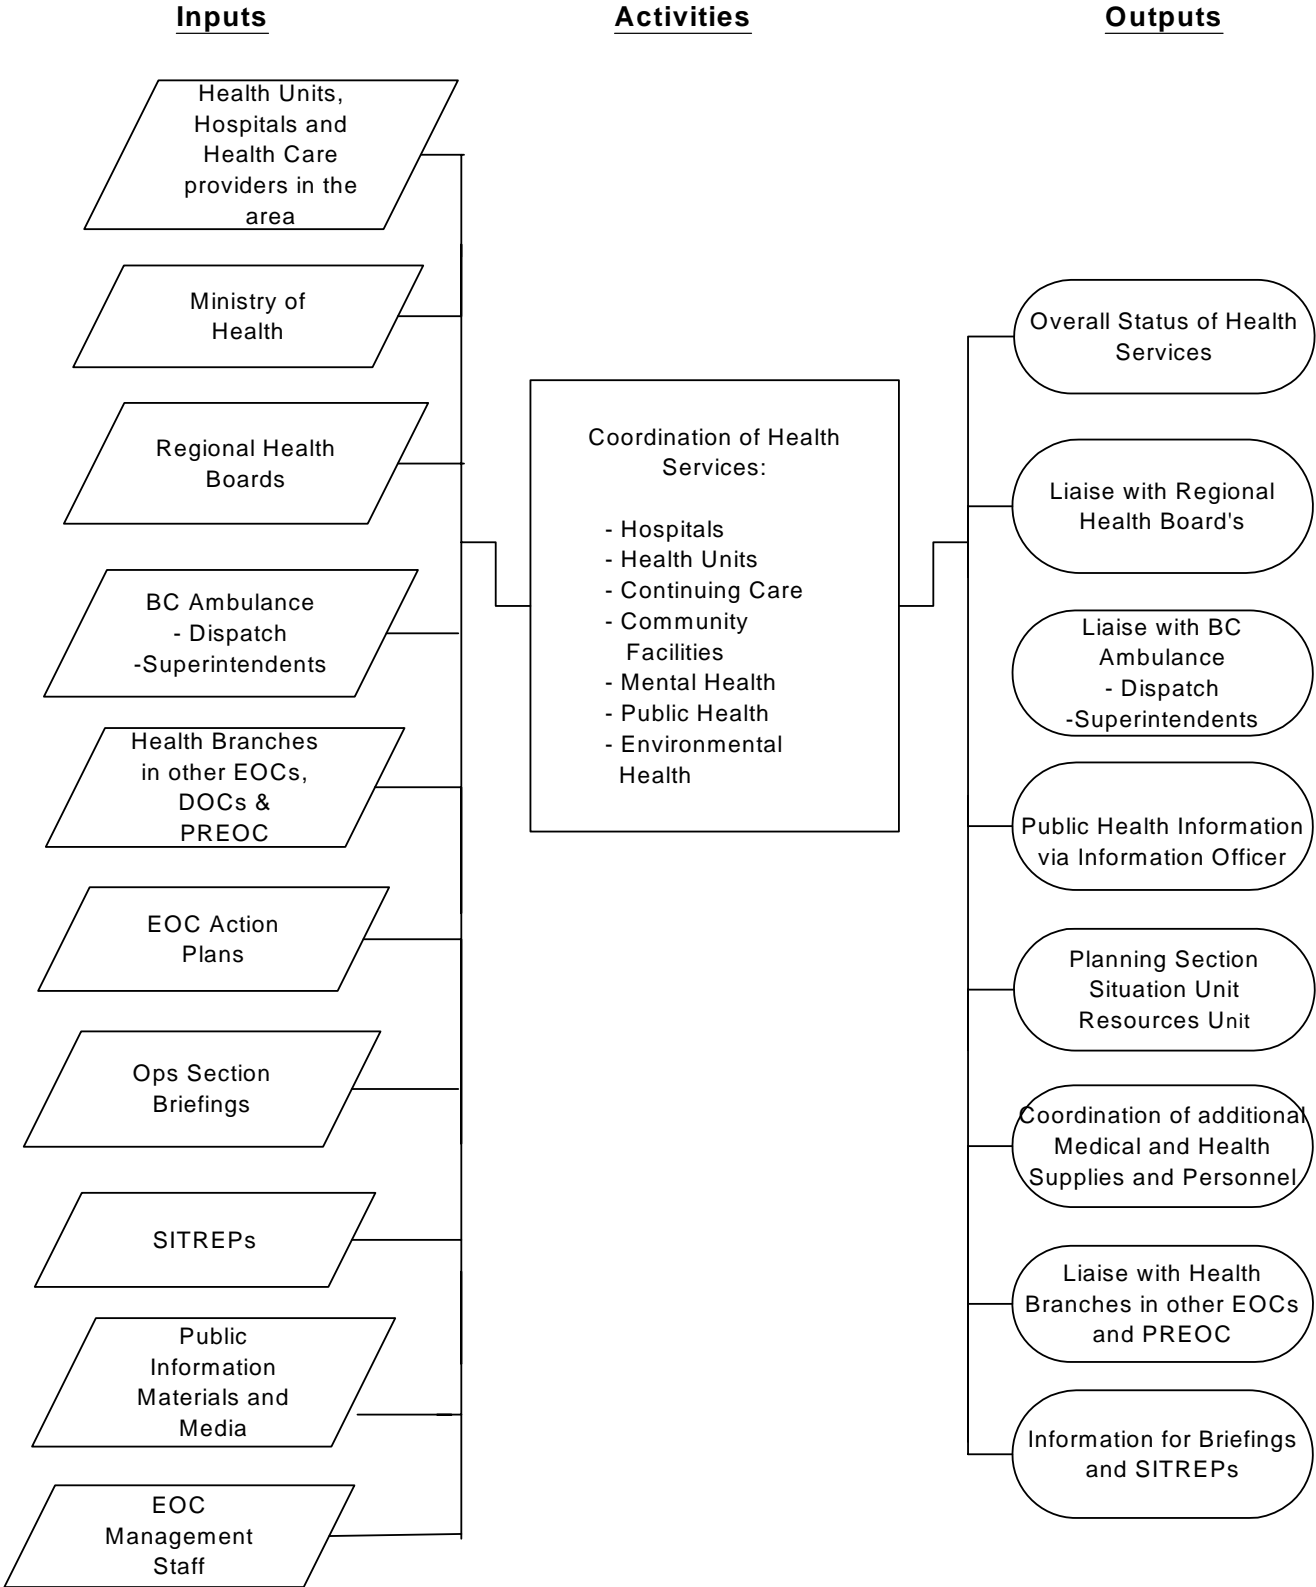 Inputs
Activities
Outputs
Health Units,
Hospitals and
Health Care
providers in the
area
Ministry of
Health
Regional Health
Boards
BC Ambulance
- Dispatch
-Superintendents
Health Branches
in other EOCs,
DOCs &
PREOC
EOC Action
Plans
Ops Section
Briefings
SITREPs
Public
Information
Materials and
Media
EOC
Management
Staff
Coordination of Health
Services:
- Hospitals
- Health Units
- Continuing Care
- Community
Facilities
- Mental Health
- Public Health
- Environmental
Health
Overall Status of Health
Services
Liaise with Regional
Health Board's
Liaise with BC
Ambulance
- Dispatch
-Superintendents
Public Health Information
via Information Officer
Planning Section
Situation Unit
Resources Unit
Coordination of additional
Medical and Health
Supplies and Personnel
Liaise with Health
Branches in other EOCs
and PREOC
Information for Briefings
and SITREPs